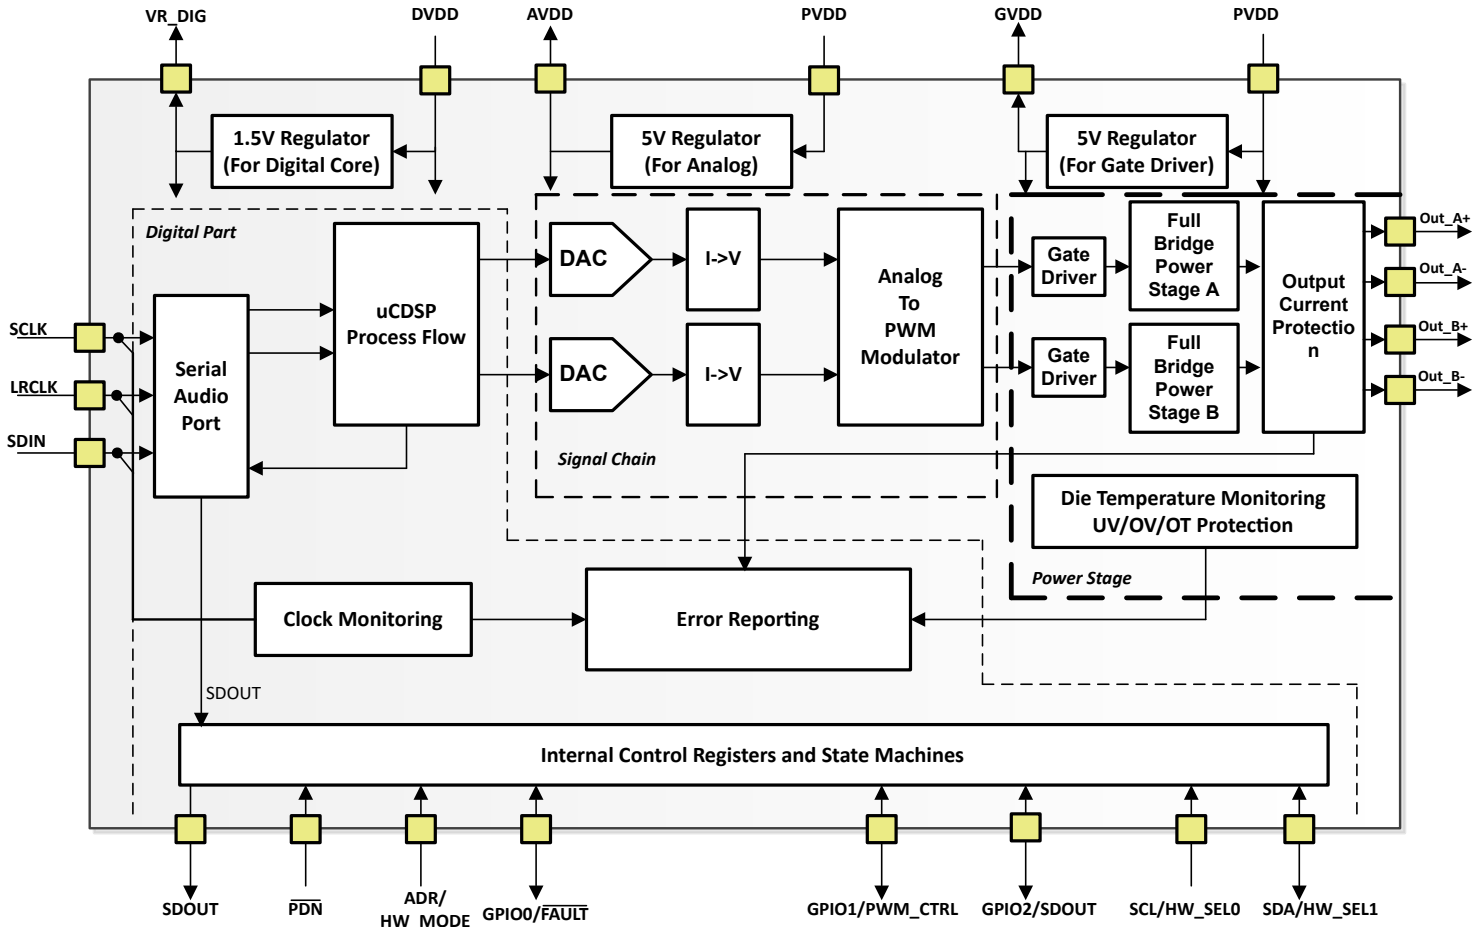 VR_DIG
DVDD
AVDD
PVDD
GVDD
PVDD
1.5V Regulator
(For Digital Core)
5V Regulator
(For Analog)
5V Regulator
(For Gate Driver)
Digital Part
uCDSP
Process Flow
DAC
I->V
Analog
To
PWM
Modulator
Gate
Driver
Full
Bridge
Power
Stage A
Output
Current
Protectio
n
Out_A+
Out_A-
Out_B+
Out_B-
SCLK
LRCLK
SDIN
Serial
Audio
Port
DAC
I->V
Gate
Driver
Full
Bridge
Power
Stage B
Signal Chain
Die Temperature Monitoring
UV/OV/OT Protection
Power Stage
Clock Monitoring
Error Reporting
SDOUT
Internal Control Registers and State Machines
SDOUT
PDN
ADR/
HW_MODE
GPIO0/FAULT
GPIO1/PWM_CTRL
GPIO2/SDOUT
SCL/HW_SEL0
SDA/HW_SEL1